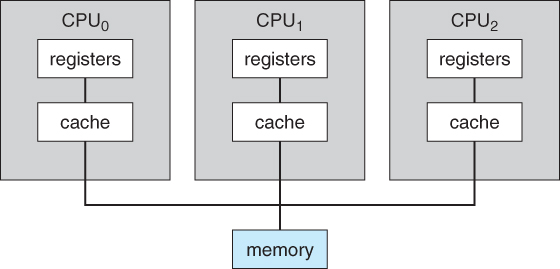 CPU₀ CPU₁ CPU₂
registers registers registers
cache cache cache
memory